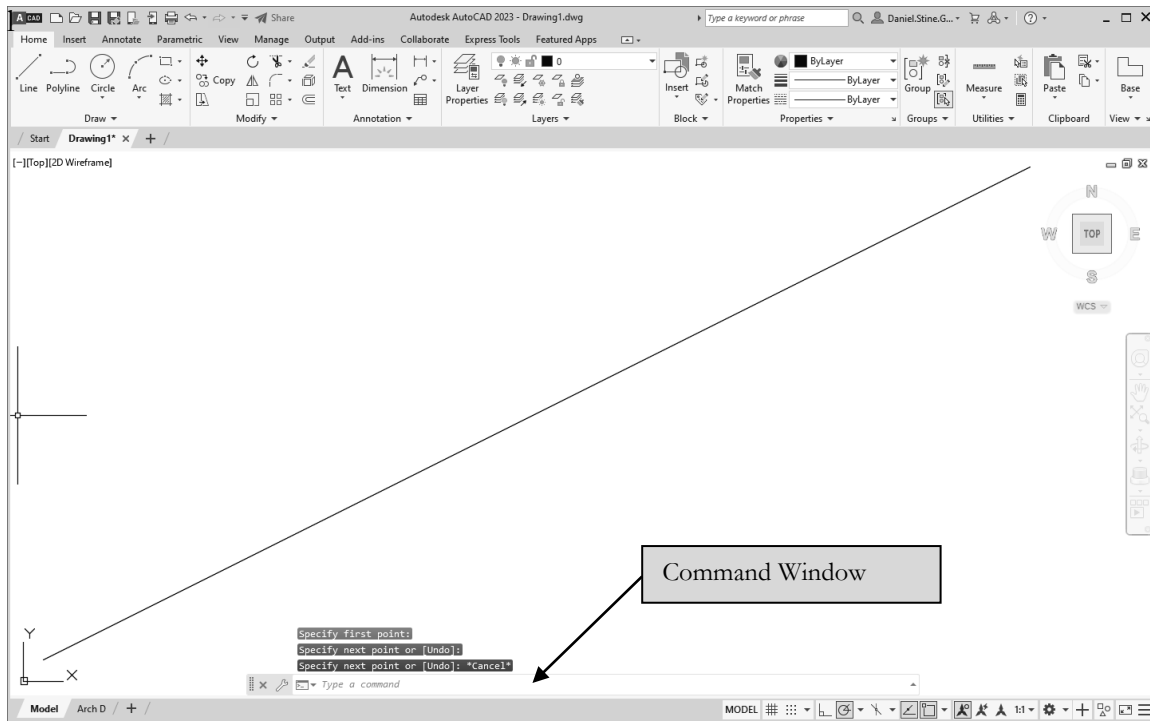 CAD Share Autodesk AutoCAD 2023 - Drawing1.dwg Type a keyword or phrase Daniel.Stine.G... ?
Home Insert Annotate Parametric View Manage Output Add-ins Collaborate Express Tools Featured Apps
Line Polyline Circle Arc
Copy
A
Text Dimension
Layer
Properties
0
Insert
Match
Properties
ByLayer
ByLayer
ByLayer
Group
Measure
Paste
Base
Draw Modify Annotation Layers Block Properties Groups Utilities Clipboard View
Start Drawing1* × +
[−][Top][2D Wireframe]
N
W TOP E
S
WCS
Command Window
Y
X
Specify first point:
Specify next point or [Undo]:
Specify next point or [Undo]: *Cancel*
Type a command
Model Arch D + MODEL 1:1